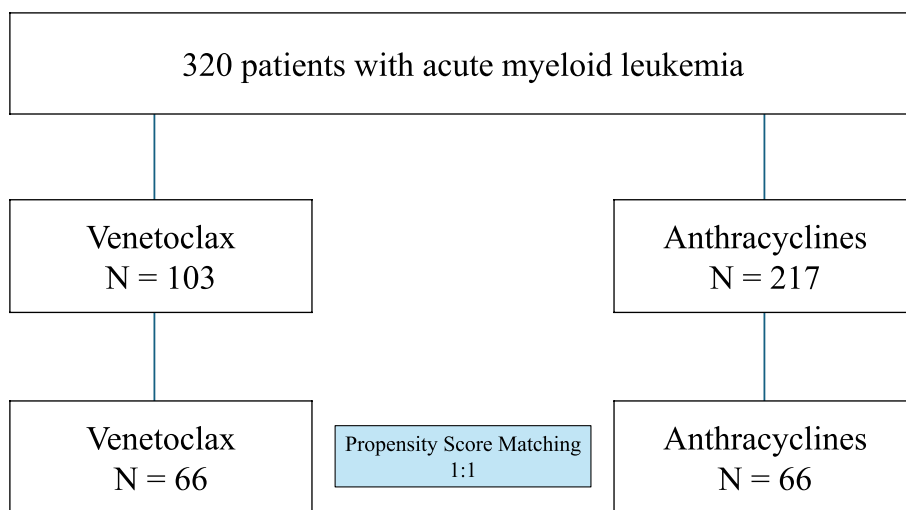 320 patients with acute myeloid leukemia
Venetoclax
N = 103
Anthracyclines
N = 217
Venetoclax
N = 66
Propensity Score Matching
1:1
Anthracyclines
N = 66